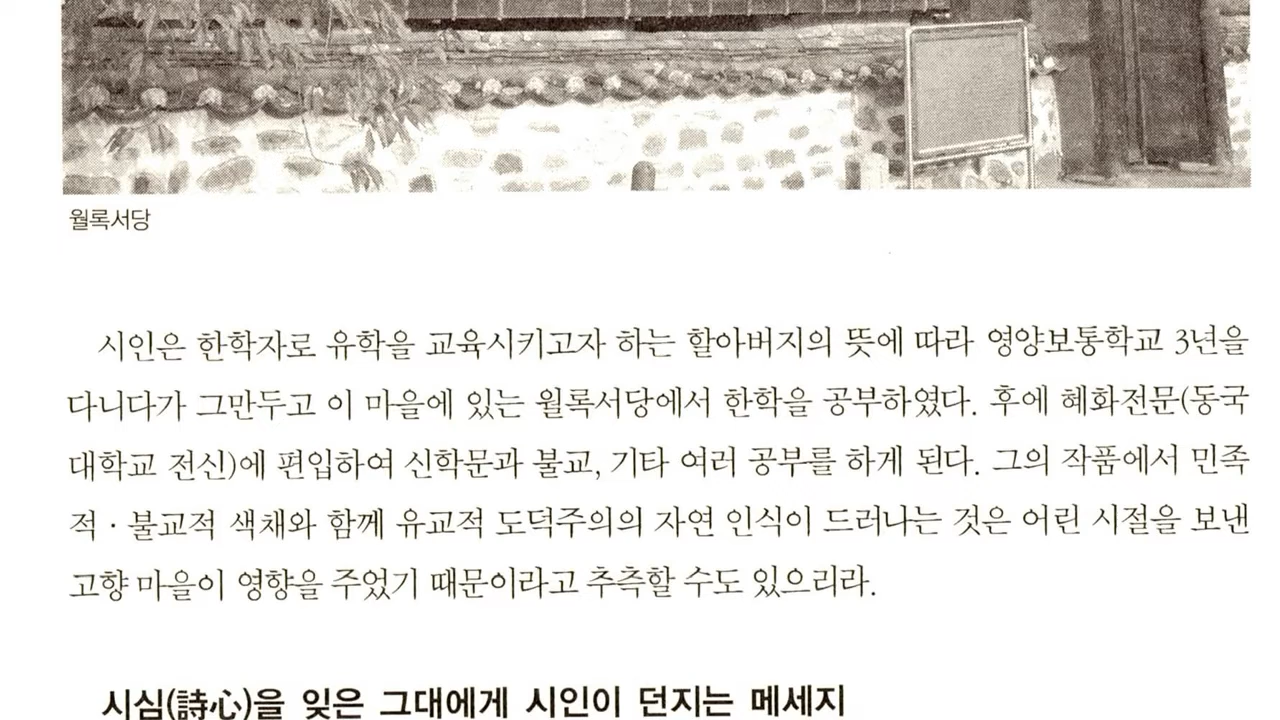 월록서당
시인은 한학자로 유학을 교육시키고자 하는 할아버지의 뜻에 따라 영양보통학교 3년을
다니다가 그만두고 이 마을에 있는 월록서당에서 한학을 공부하였다. 후에 혜화전문(동국
대학교 전신)에 편입하여 신학문과 불교, 기타 여러 공부를 하게 된다. 그의 작품에서 민족
적 · 불교적 색채와 함께 유교적 도덕주의의 자연 인식이 드러나는 것은 어린 시절을 보낸
고향 마을이 영향을 주었기 때문이라고 추측할 수도 있으리라.
시심(詩心)을 잊은 그대에게 시인이 던지는 메세지